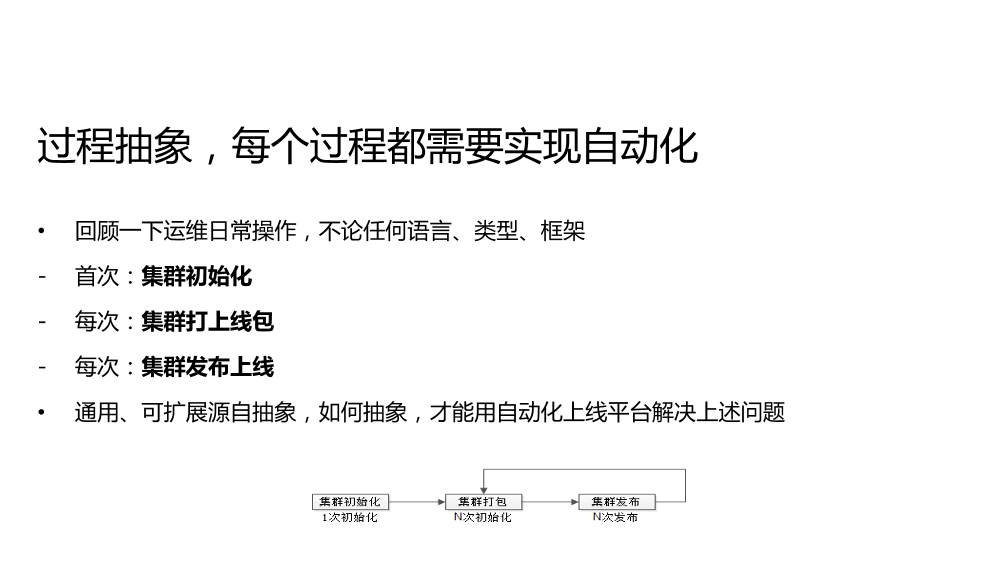 过程抽象，每个过程都需要实现自动化
• 回顾一下运维日常操作，不论任何语言、类型、框架
- 首次：集群初始化
- 每次：集群打上线包
- 每次：集群发布上线
• 通用、可扩展源自抽象，如何抽象，才能用自动化上线平台解决上述问题
集群初始化 集群打包 集群发布
1次初始化 N次初始化 N次发布